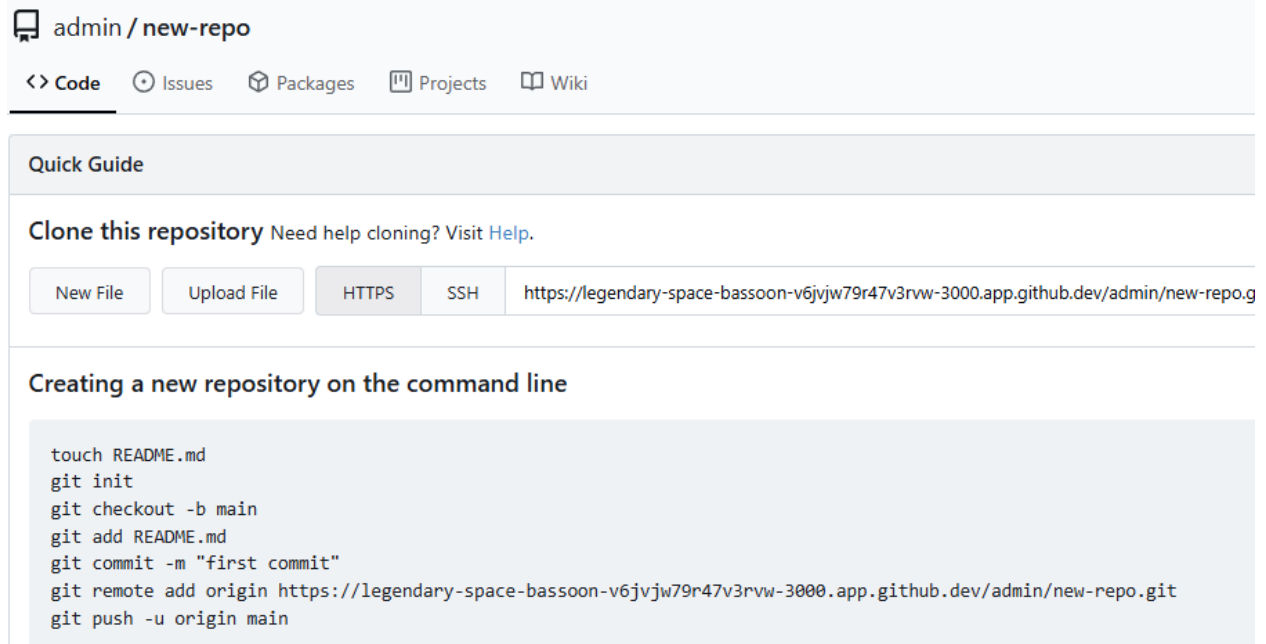 admin / new-repo
<> Code Issues Packages Projects Wiki
Quick Guide
Clone this repository Need help cloning? Visit Help.
New File Upload File HTTPS SSH https://legendary-space-bassoon-v6jvjw79r47v3rvw-3000.app.github.dev/admin/new-repo.g
Creating a new repository on the command line
touch README.md
git init
git checkout -b main
git add README.md
git commit -m "first commit"
git remote add origin https://legendary-space-bassoon-v6jvjw79r47v3rvw-3000.app.github.dev/admin/new-repo.git
git push -u origin main